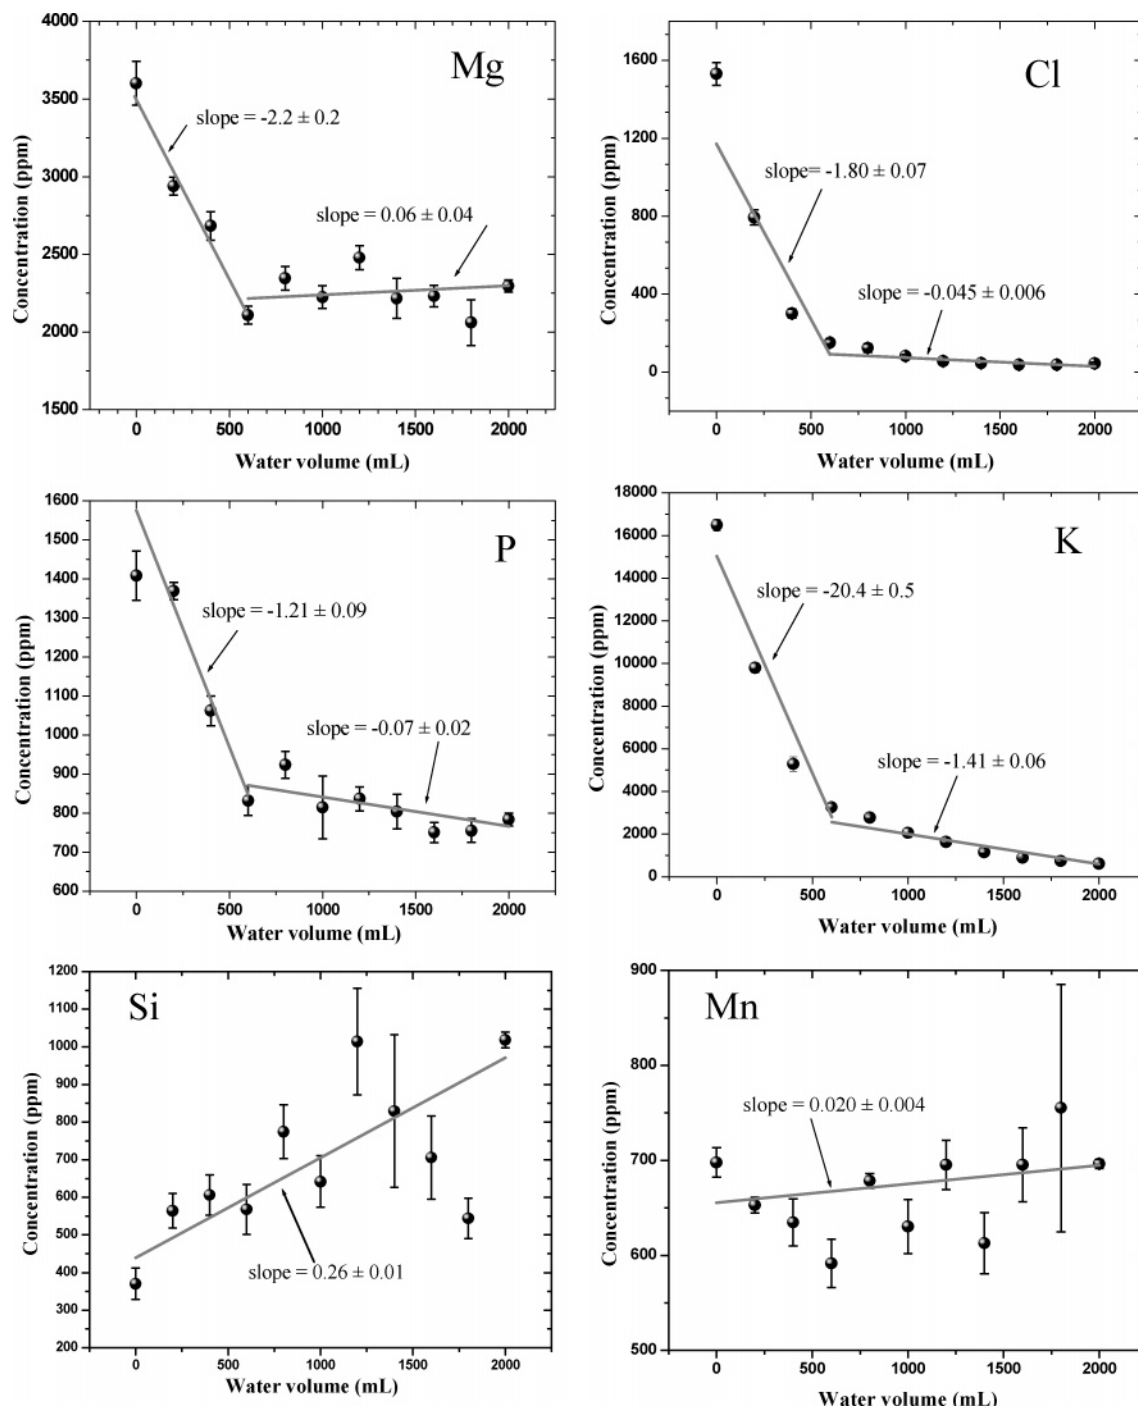 Mg
4000
3500
3000
2500
2000
1500
Concentration (ppm)
slope = -2.2 ± 0.2
slope = 0.06 ± 0.04
0 500 1000 1500 2000
Water volume (mL)
Cl
1600
1200
800
400
0
Concentration (ppm)
slope= -1.80 ± 0.07
slope = -0.045 ± 0.006
0 500 1000 1500 2000
Water volume (mL)
P
1600
1500
1400
1300
1200
1100
1000
900
800
700
600
Concentration (ppm)
slope = -1.21 ± 0.09
slope = -0.07 ± 0.02
0 500 1000 1500 2000
Water volume (mL)
K
18000
16000
14000
12000
10000
8000
6000
4000
2000
0
Concentration (ppm)
slope = -20.4 ± 0.5
slope = -1.41 ± 0.06
0 500 1000 1500 2000
Water volume (mL)
Si
1200
1100
1000
900
800
700
600
500
400
300
200
Concentration (ppm)
slope = 0.26 ± 0.01
0 500 1000 1500 2000
Water volume (mL)
Mn
900
800
700
600
500
Concentration (ppm)
slope = 0.020 ± 0.004
0 500 1000 1500 2000
Water volume (mL)